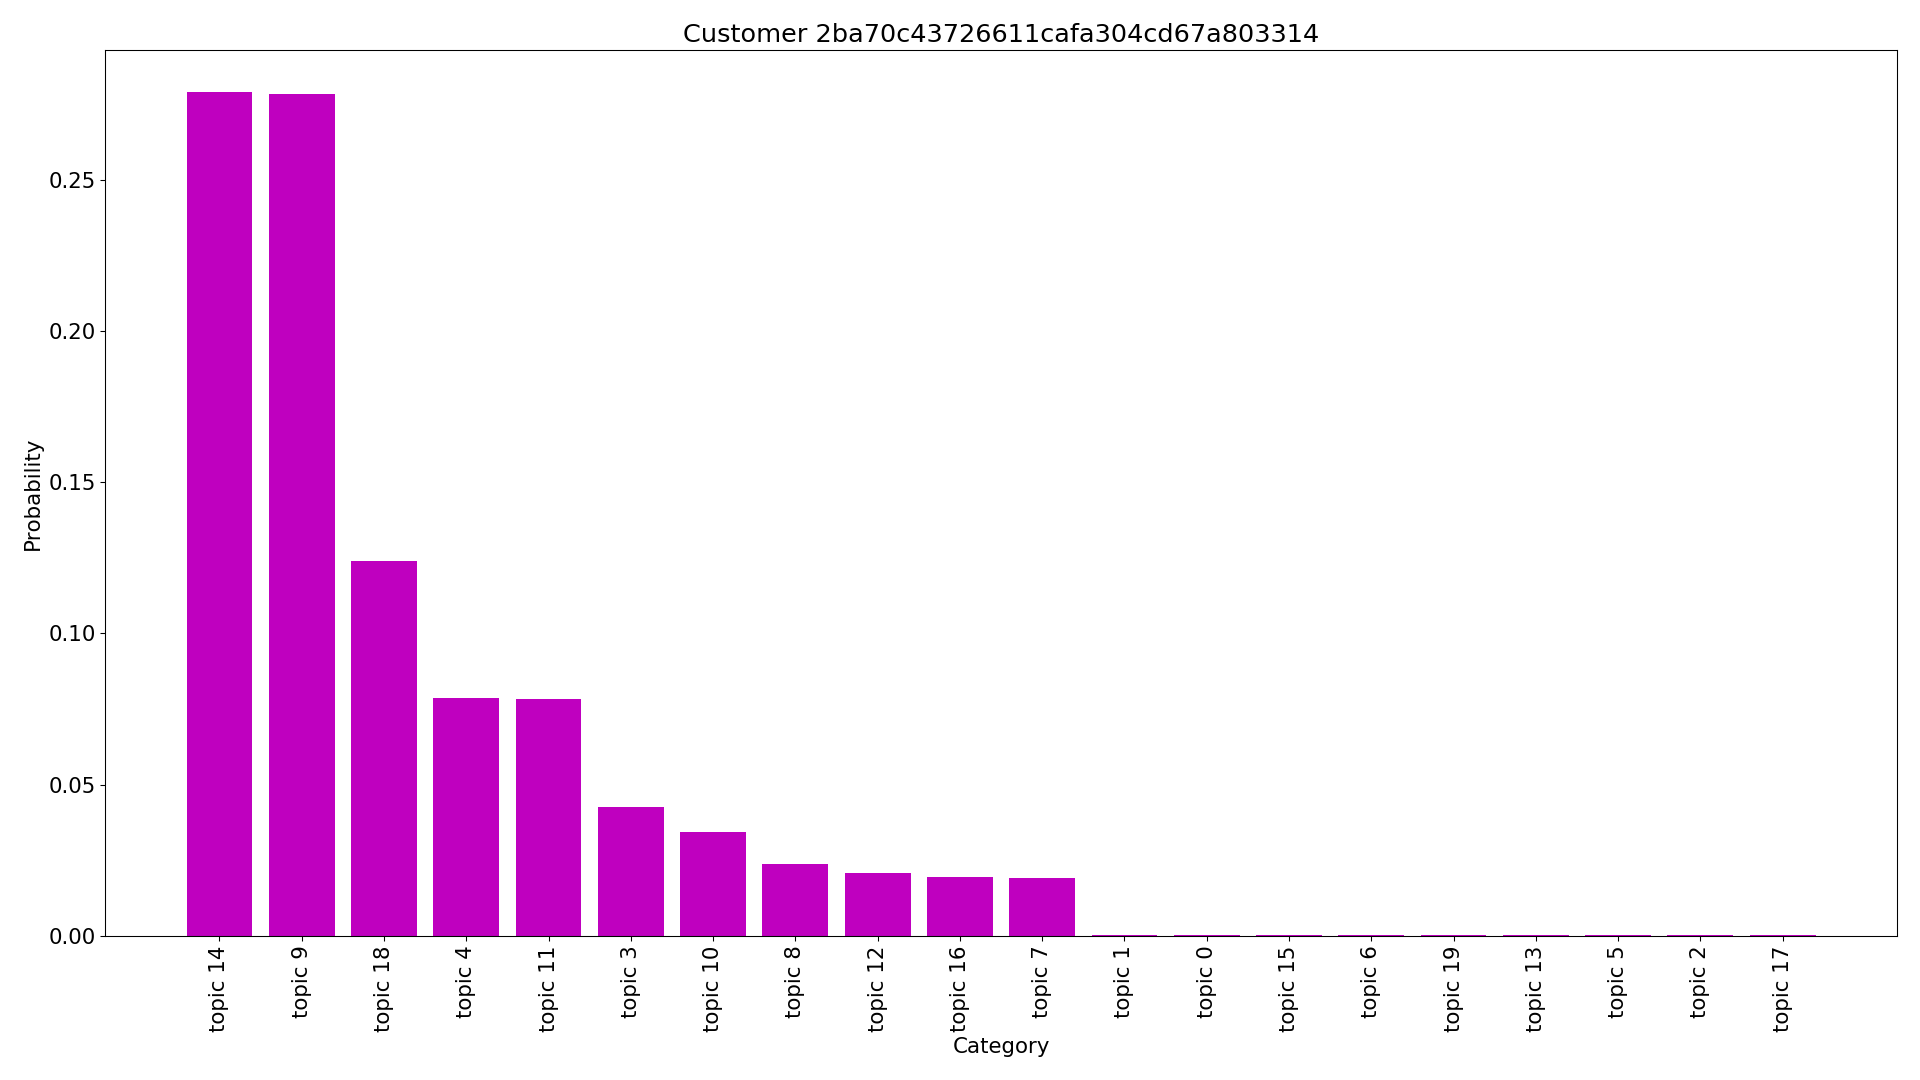 Customer 2ba70c43726611cafa304cd67a803314
Probability
0.25
0.20
0.15
0.10
0.05
0.00
topic 14
topic 9
topic 18
topic 4
topic 11
topic 3
topic 10
topic 8
topic 12
topic 16
topic 7
topic 1
topic 0
topic 15
topic 6
topic 19
topic 13
topic 5
topic 2
topic 17
Category